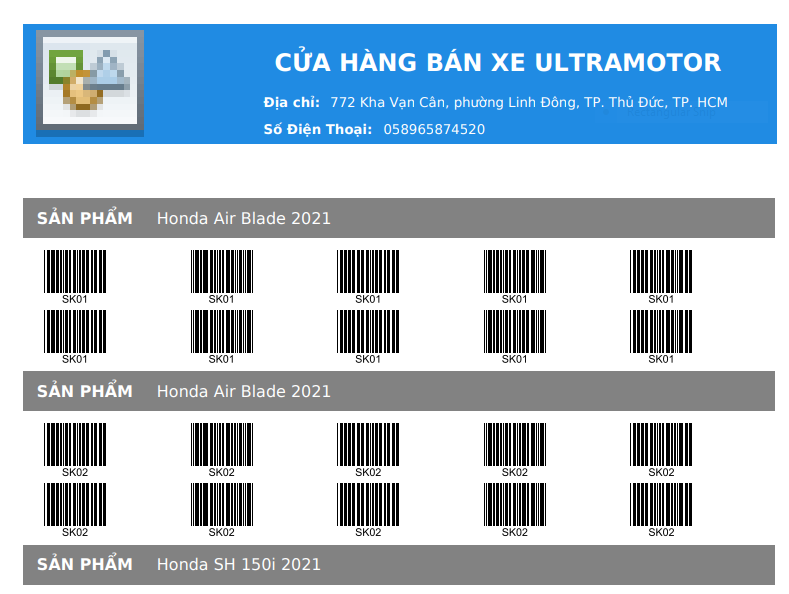 CỬA HÀNG BÁN XE ULTRAMOTOR
Địa chỉ: 772 Kha Vạn Cân, phường Linh Đông, TP. Thủ Đức, TP. HCM
Số Điện Thoại: 058965874520
SẢN PHẨM Honda Air Blade 2021
SK01 SK01 SK01 SK01 SK01
SK01 SK01 SK01 SK01 SK01
SẢN PHẨM Honda Air Blade 2021
SK02 SK02 SK02 SK02 SK02
SK02 SK02 SK02 SK02 SK02
SẢN PHẨM Honda SH 150i 2021